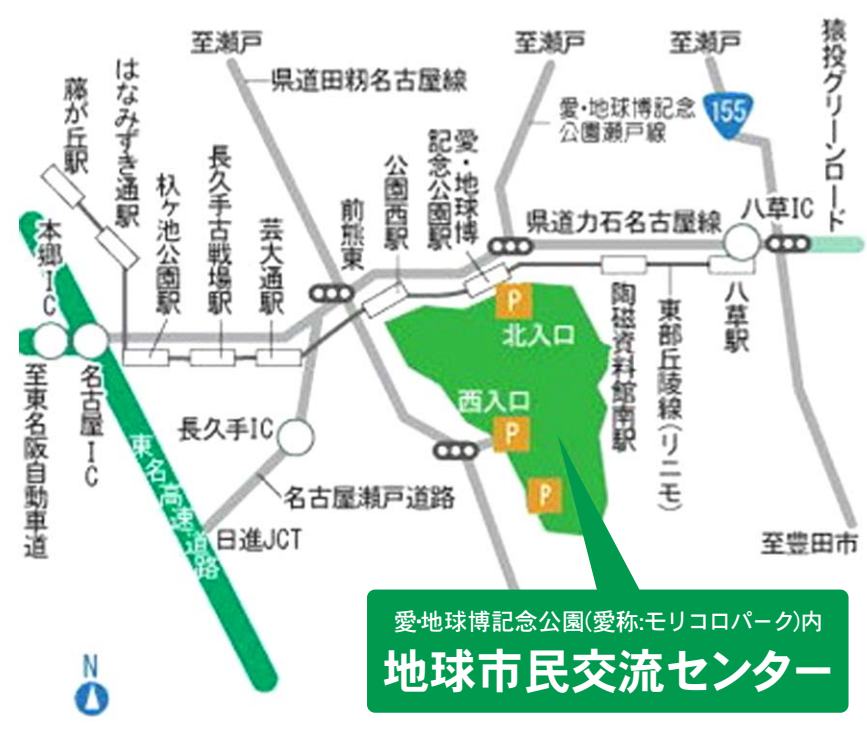 至瀬戸
至瀬戸
至瀬戸
猿投グリーンロード
県道田籾名古屋線
愛・地球博記念
公園瀬戸線
155
はなみずき通駅
藤が丘駅
杁ヶ池公園駅
長久手古戦場駅
芸大通駅
前熊東
公園西駅
愛・地球博
記念公園駅
県道力石名古屋線
八草IC
本郷IC
P
北入口
陶磁資料館南駅
東部丘陵線(リニモ)
八草駅
至東名阪自動車道
名古屋IC
長久手IC
西入口
P
東名高速道路
名古屋瀬戸道路
P
日進JCT
至豊田市
愛・地球博記念公園(愛称:モリコロパーク)内
地球市民交流センター
N